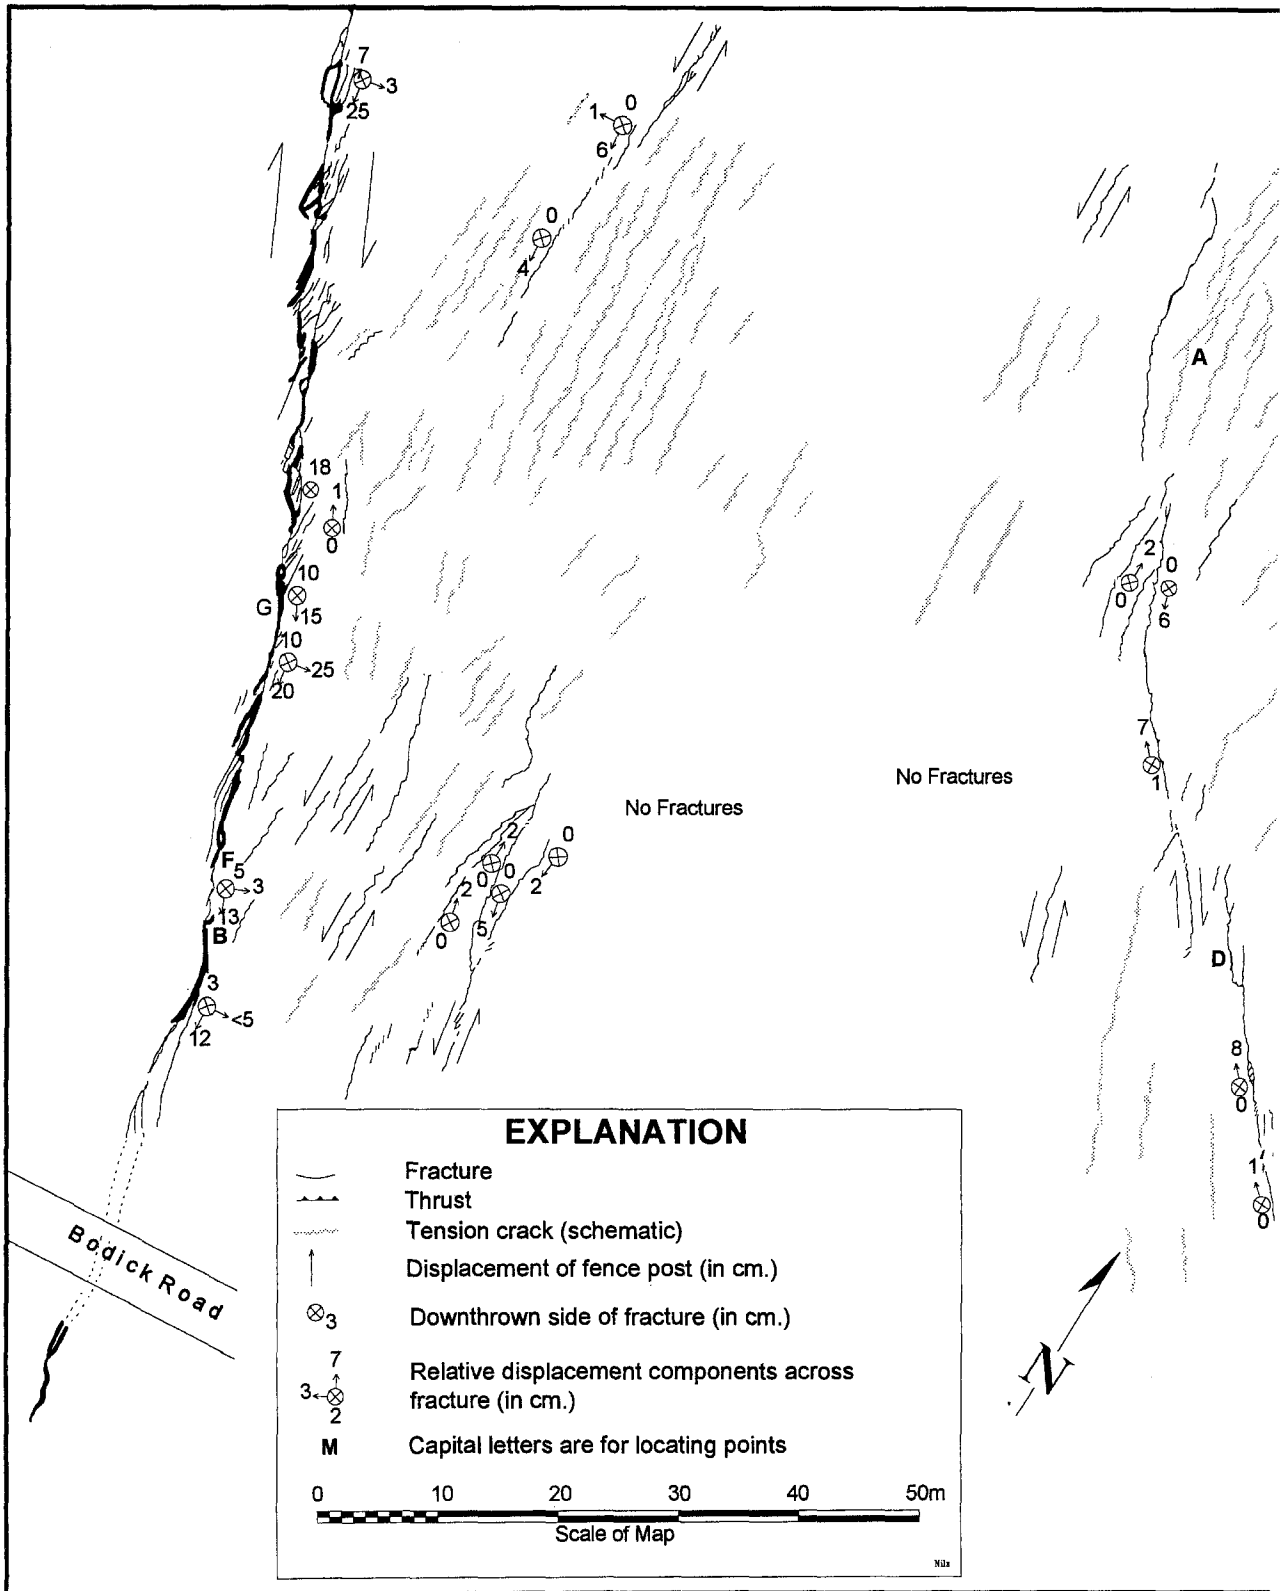 7
3
25
0
1
6
0
4
A
18
1
0
10
G
15
10
25
20
2
0
0
6
7
1
No Fractures
No Fractures
F
5
3
13
B
2
0
0
2
0
0
2
5
D
3
<5
12
8
0
1
0
Bodick Road
N
EXPLANATION
Fracture
Thrust
Tension crack (schematic)
Displacement of fence post (in cm.)
3 Downthrown side of fracture (in cm.)
7
3
2
Relative displacement components across
fracture (in cm.)
M Capital letters are for locating points
0 10 20 30 40 50m
Scale of Map
Nils